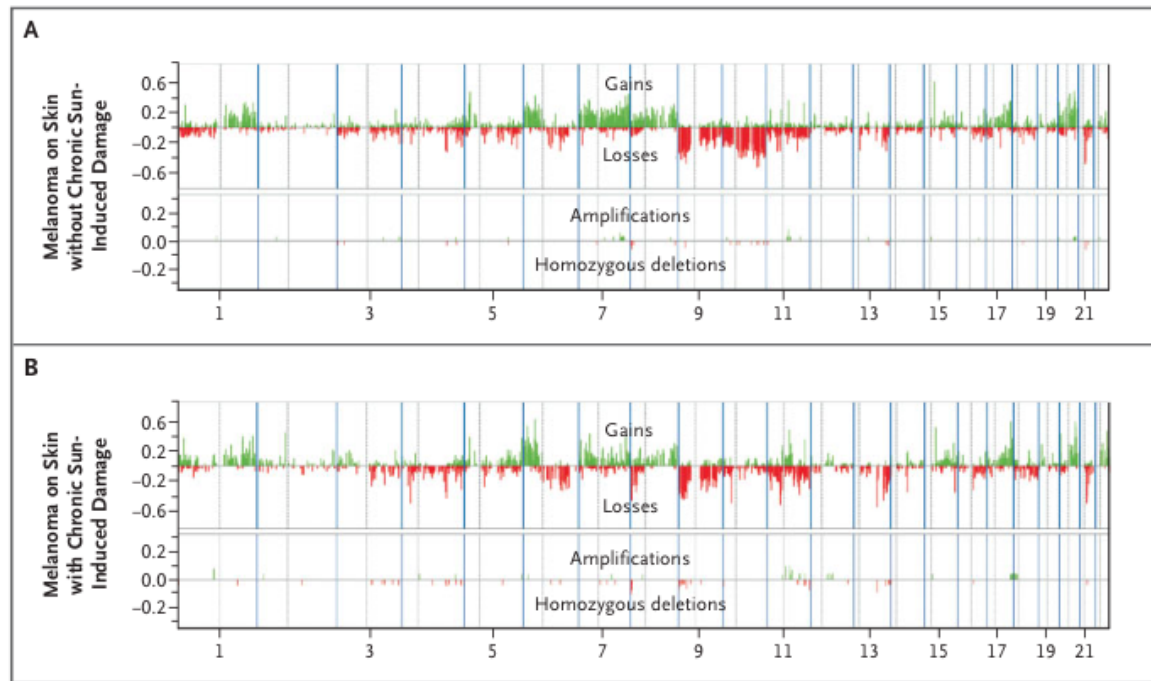 A
Melanoma on Skin
without Chronic Sun-
Induced Damage
0.6
0.2
−0.2
−0.6
Gains
Losses
0.2
0.0
−0.2
Amplifications
Homozygous deletions
1 3 5 7 9 11 13 15 17 19 21
B
Melanoma on Skin
with Chronic Sun-
Induced Damage
0.6
0.2
−0.2
−0.6
Gains
Losses
0.2
0.0
−0.2
Amplifications
Homozygous deletions
1 3 5 7 9 11 13 15 17 19 21